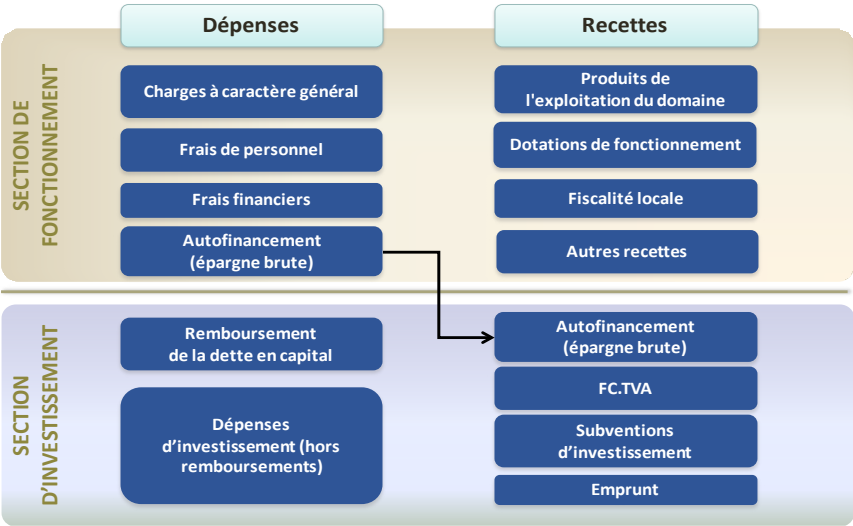 Dépenses
Recettes
SECTION DE
FONCTIONNEMENT
Charges à caractère général
Frais de personnel
Frais financiers
Autofinancement
(épargne brute)
Produits de
l'exploitation du domaine
Dotations de fonctionnement
Fiscalité locale
Autres recettes
SECTION
D’INVESTISSEMENT
Remboursement
de la dette en capital
Dépenses
d’investissement (hors
remboursements)
Autofinancement
(épargne brute)
FC.TVA
Subventions
d’investissement
Emprunt